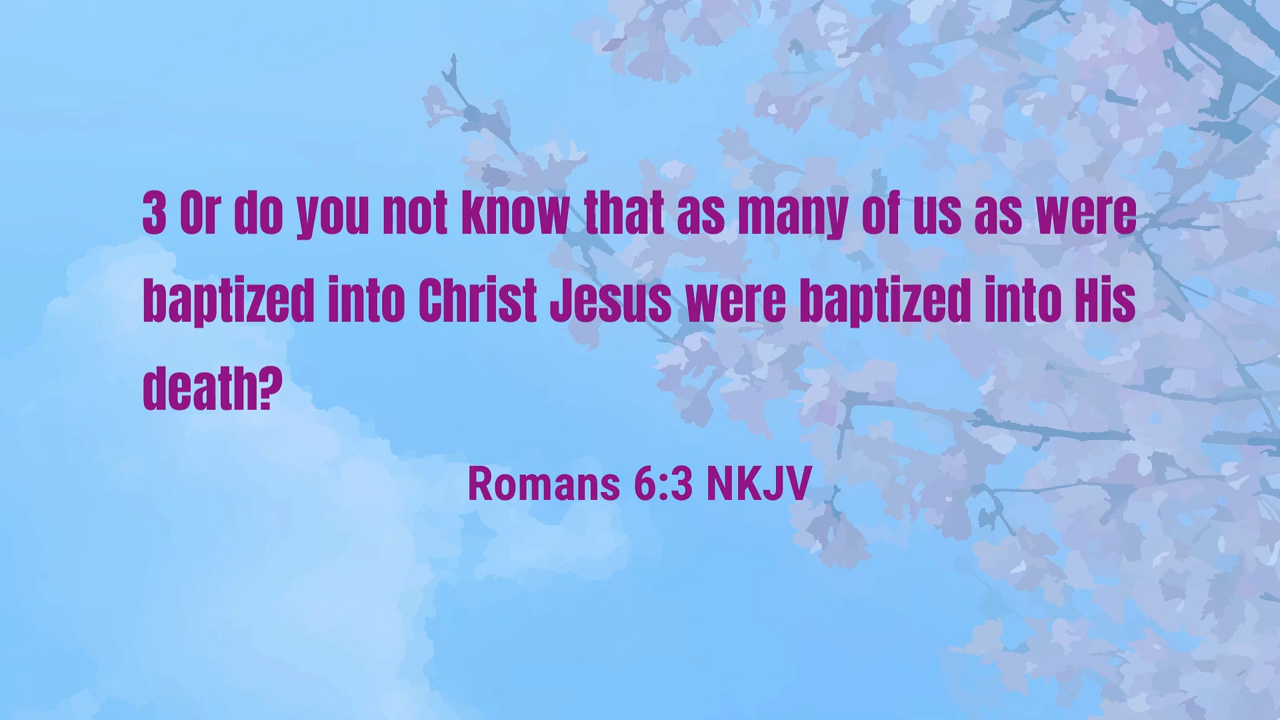 3 Or do you not know that as many of us as were
baptized into Christ Jesus were baptized into His
death?
Romans 6:3 NKJV